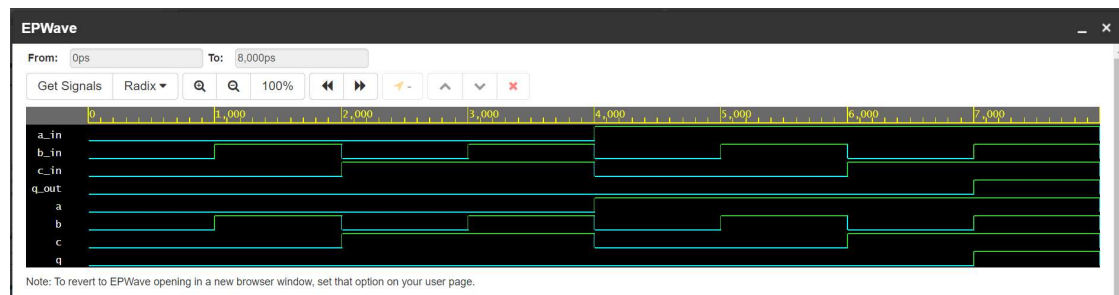 EPWave
From: 0ps To: 8,000ps
Get Signals Radix 100% -
0 1,000 2,000 3,000 4,000 5,000 6,000 7,000
a_in
b_in
c_in
q_out
a
b
c
q
Note: To revert to EPWave opening in a new browser window, set that option on your user page.